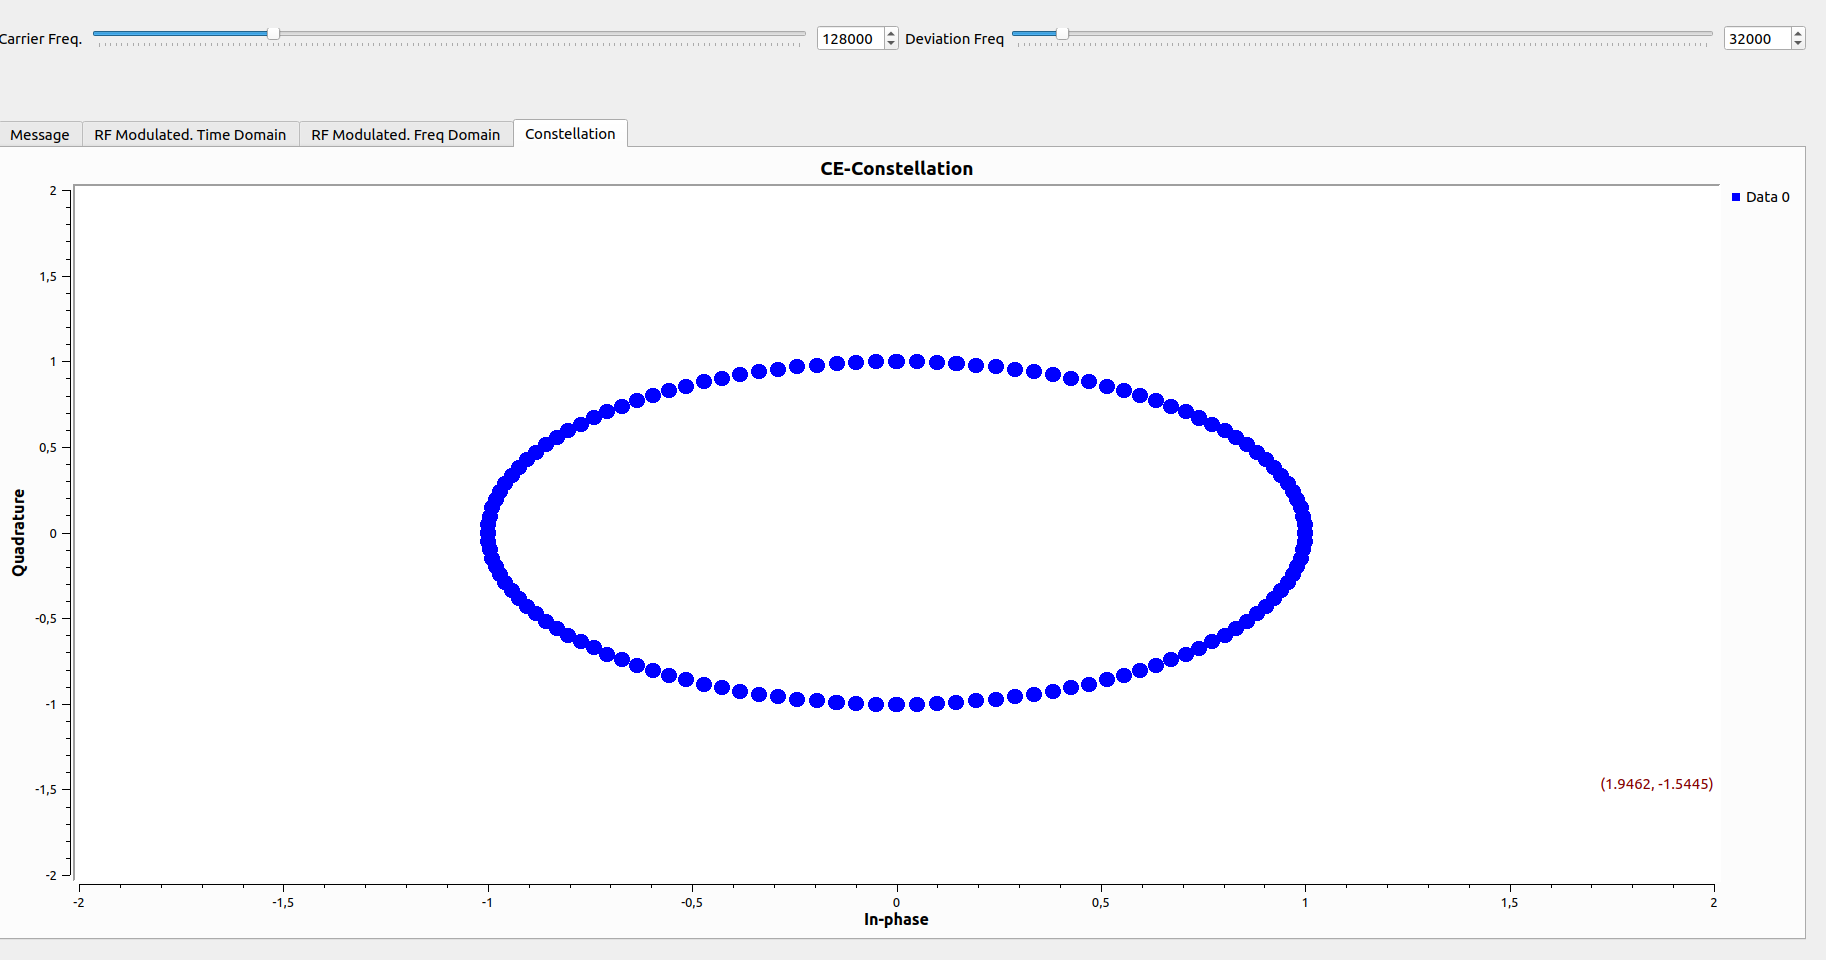 Carrier Freq. 128000 Deviation Freq 32000
Message RF Modulated. Time Domain RF Modulated. Freq Domain Constellation
CE-Constellation
Data 0
2
1,5
1
0,5
0
-0,5
-1
-1,5
-2
Quadrature
(1.9462, -1.5445)
-2 -1,5 -1 -0,5 0 0,5 1 1,5 2
In-phase